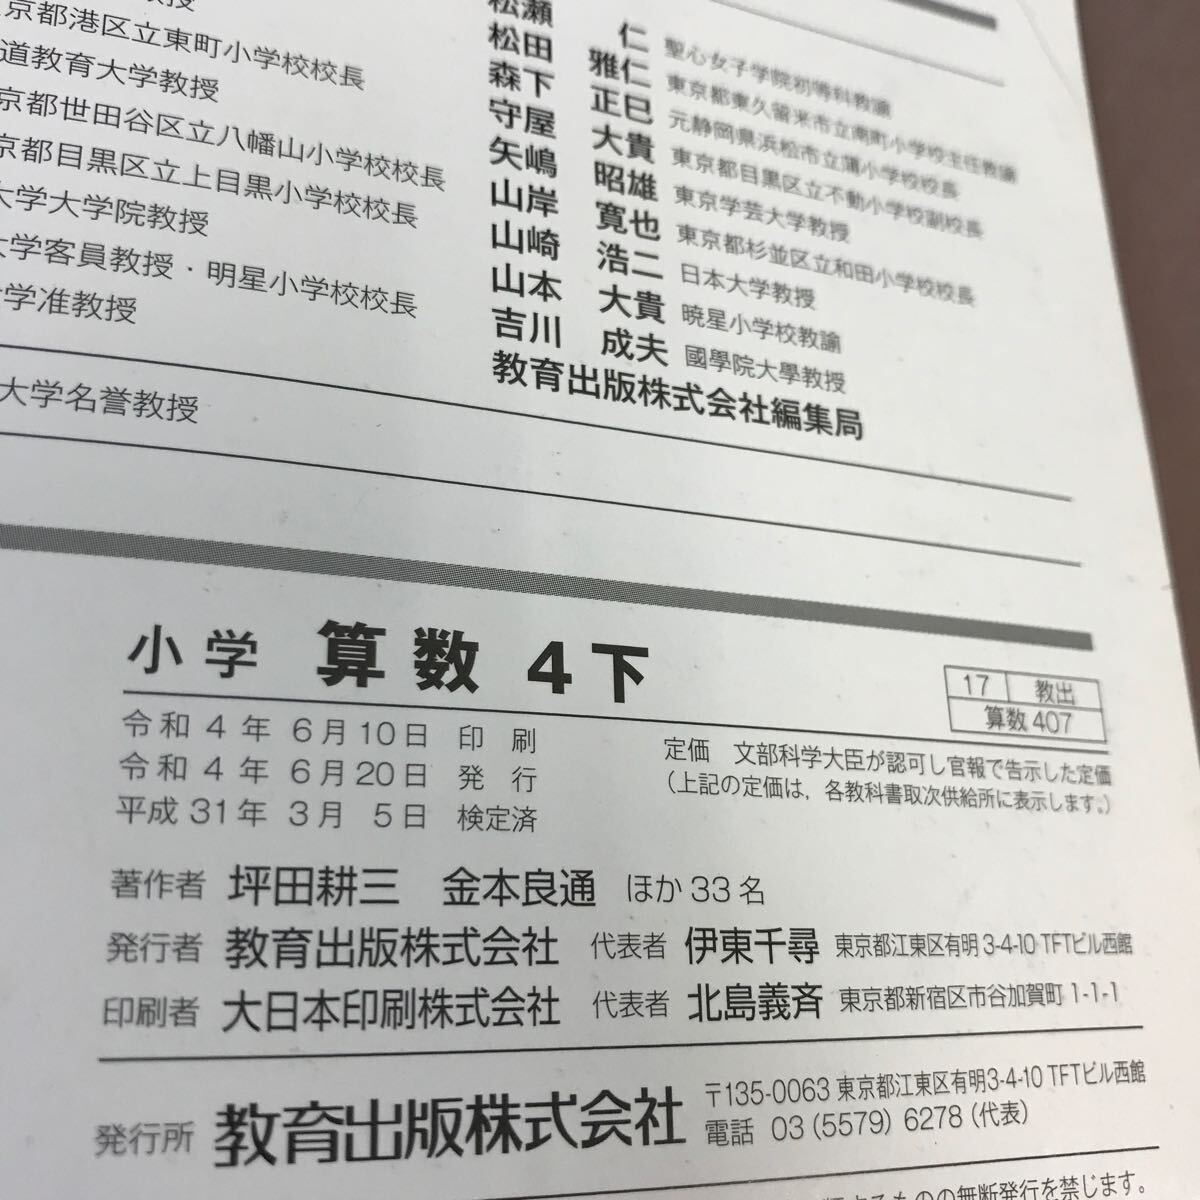 教授
京都港区立東町小学校校長
道教育大学教授
京都世田谷区立八幡山小学校校長
京都目黒区立上目黒小学校校長
大学大学院教授
大学客員教授・明星小学校校長
学准教授
大学名誉教授
松瀬 仁 聖心女子学院初等科教諭
松田 雅仁 東京都東久留米市立南町小学校主任教諭
森下 正巳 元静岡県浜松市立蒲小学校校長
守屋 大貴 東京都目黒区立不動小学校副校長
矢嶋 昭雄 東京学芸大学教授
山岸 寛也 東京都杉並区立和田小学校校長
山崎 浩二 日本大学教授
山本 大貴 暁星小学校教諭
吉川 成夫 國學院大學教授
教育出版株式会社編集局
小学 算数 4下
17 教出
算数 407
令和 4 年 6月10日 印 刷
令和 4 年 6月20日 発 行
平成 31年 3月 5日 検定済
定価 文部科学大臣が認可し官報で告示した定価
（上記の定価は，各教科書取次供給所に表示します。）
著作者 坪田耕三 金本良通 ほか 33 名
発行者 教育出版株式会社 代表者 伊東千尋 東京都江東区有明 3-4-10 TFTビル西館
印刷者 大日本印刷株式会社 代表者 北島義斉 東京都新宿区市谷加賀町 1-1-1
発行所 教育出版株式会社 〒135-0063 東京都江東区有明3-4-10 TFTビル西館
電話 03 (5579) 6278 (代表)
るものの無断発行を禁じます。